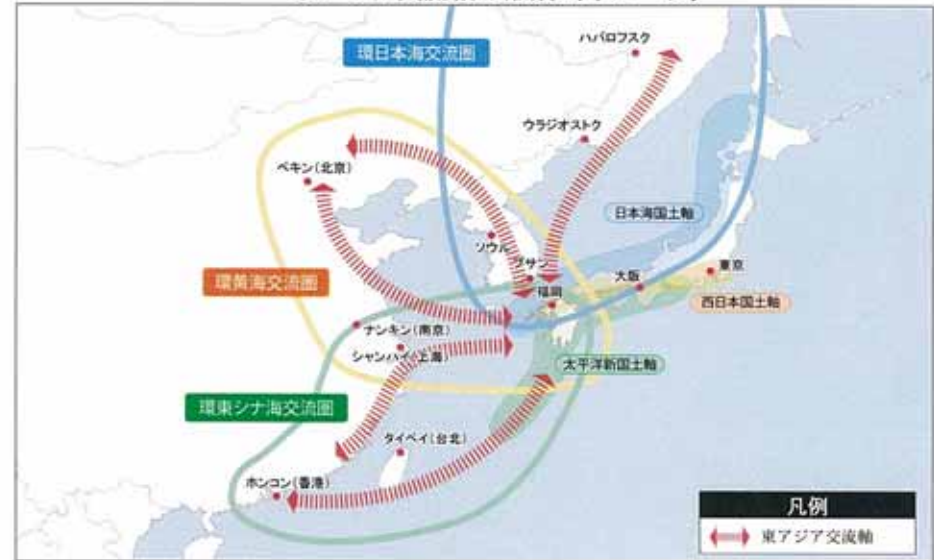 環日本海交流圏
ハバロフスク
ウラジオストク
ペキン(北京)
日本海国土軸
ソウル
プサン
東京
大阪
福岡
環黄海交流圏
西日本国土軸
ナンキン(南京)
シャンハイ(上海)
太平洋新国土軸
環東シナ海交流圏
タイペイ(台北)
ホンコン(香港)
凡例
東アジア交流軸